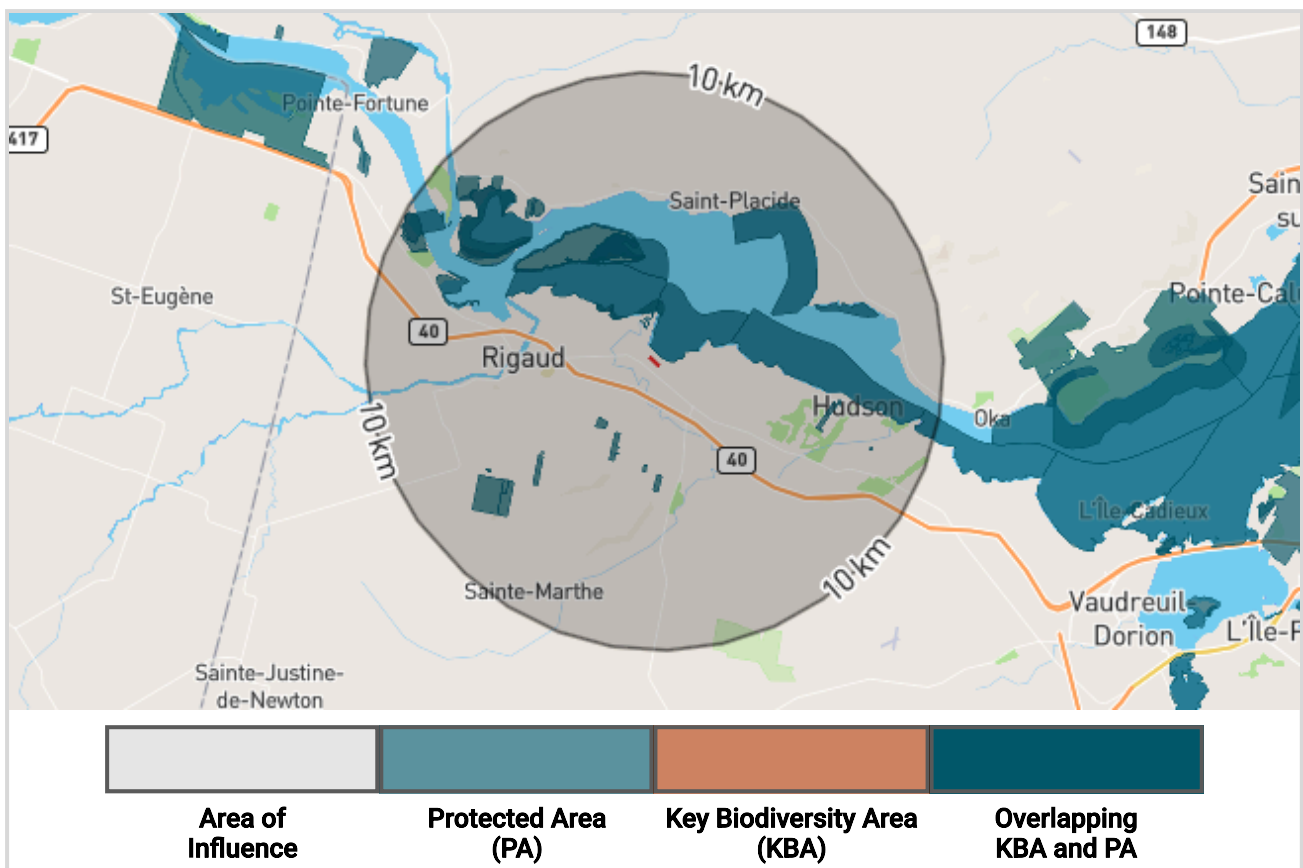 148
10 km
Pointe-Fortune
417
Saint-Placide
Sain
su
St-Eugène
Pointe-Cal
40
Rigaud
Hudson
Oka
10 km
40
L'Île-Cadieux
10 km
Sainte-Marthe
Vaudreuil-
Dorion
L'Île-P
Sainte-Justine-
de-Newton
Area of
Influence
Protected Area
(PA)
Key Biodiversity Area
(KBA)
Overlapping
KBA and PA